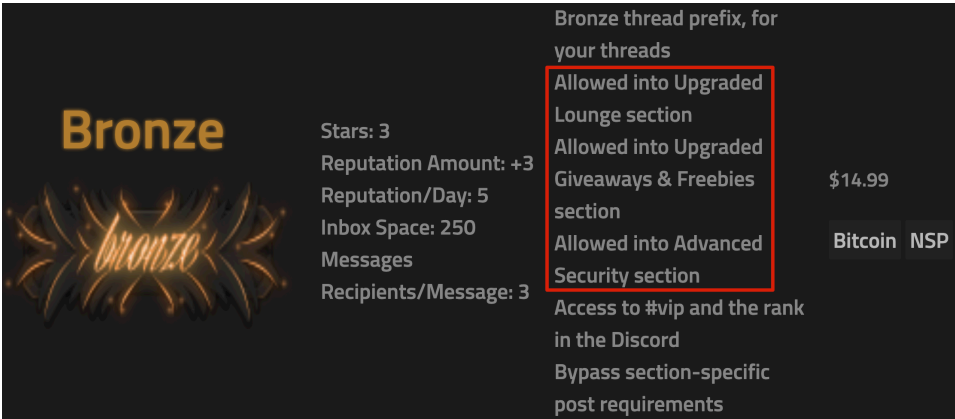 Bronze
bronze
Stars: 3
Reputation Amount: +3
Reputation/Day: 5
Inbox Space: 250
Messages
Recipients/Message: 3
Bronze thread prefix, for
your threads
Allowed into Upgraded
Lounge section
Allowed into Upgraded
Giveaways & Freebies
section
Allowed into Advanced
Security section
Access to #vip and the rank
in the Discord
Bypass section-specific
post requirements
$14.99
Bitcoin NSP